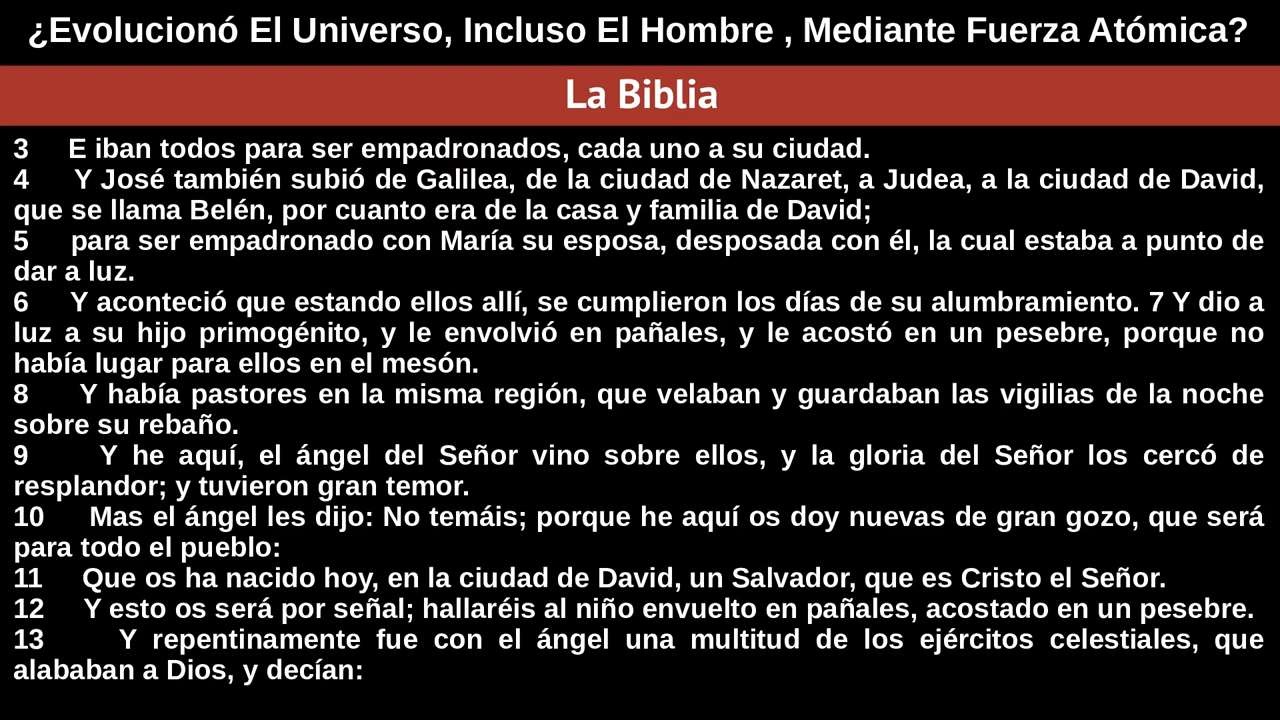 ¿Evolucionó El Universo, Incluso El Hombre , Mediante Fuerza Atómica?
La Biblia
3 E iban todos para ser empadronados, cada uno a su ciudad.
4 Y José también subió de Galilea, de la ciudad de Nazaret, a Judea, a la ciudad de David,
que se llama Belén, por cuanto era de la casa y familia de David;
5 para ser empadronado con María su esposa, desposada con él, la cual estaba a punto de
dar a luz.
6 Y aconteció que estando ellos allí, se cumplieron los días de su alumbramiento. 7 Y dio a
luz a su hijo primogénito, y le envolvió en pañales, y le acostó en un pesebre, porque no
había lugar para ellos en el mesón.
8 Y había pastores en la misma región, que velaban y guardaban las vigilias de la noche
sobre su rebaño.
9 Y he aquí, el ángel del Señor vino sobre ellos, y la gloria del Señor los cercó de
resplandor; y tuvieron gran temor.
10 Mas el ángel les dijo: No temáis; porque he aquí os doy nuevas de gran gozo, que será
para todo el pueblo:
11 Que os ha nacido hoy, en la ciudad de David, un Salvador, que es Cristo el Señor.
12 Y esto os será por señal; hallaréis al niño envuelto en pañales, acostado en un pesebre.
13 Y repentinamente fue con el ángel una multitud de los ejércitos celestiales, que
alababan a Dios, y decían: